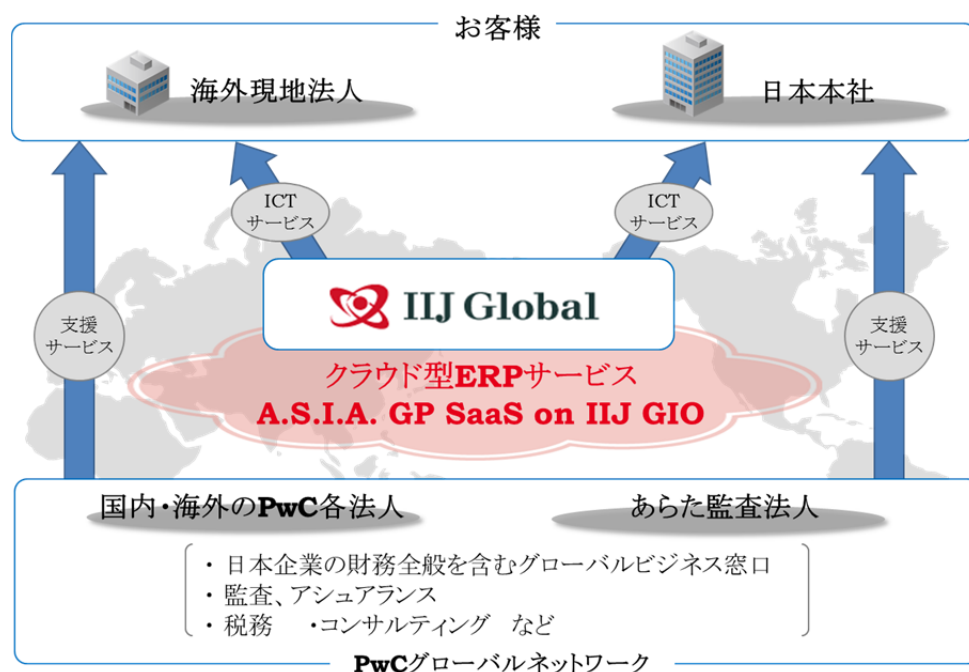 お客様
海外現地法人
日本本社
ICT
サービス
ICT
サービス
IIJ Global
支援
サービス
支援
サービス
クラウド型ERPサービス
A.S.I.A. GP SaaS on IIJ GIO
国内・海外のPwC各法人
あらた監査法人
・日本企業の財務全般を含むグローバルビジネス窓口
・監査、アシュアランス
・税務　・コンサルティング　など
PwCグローバルネットワーク